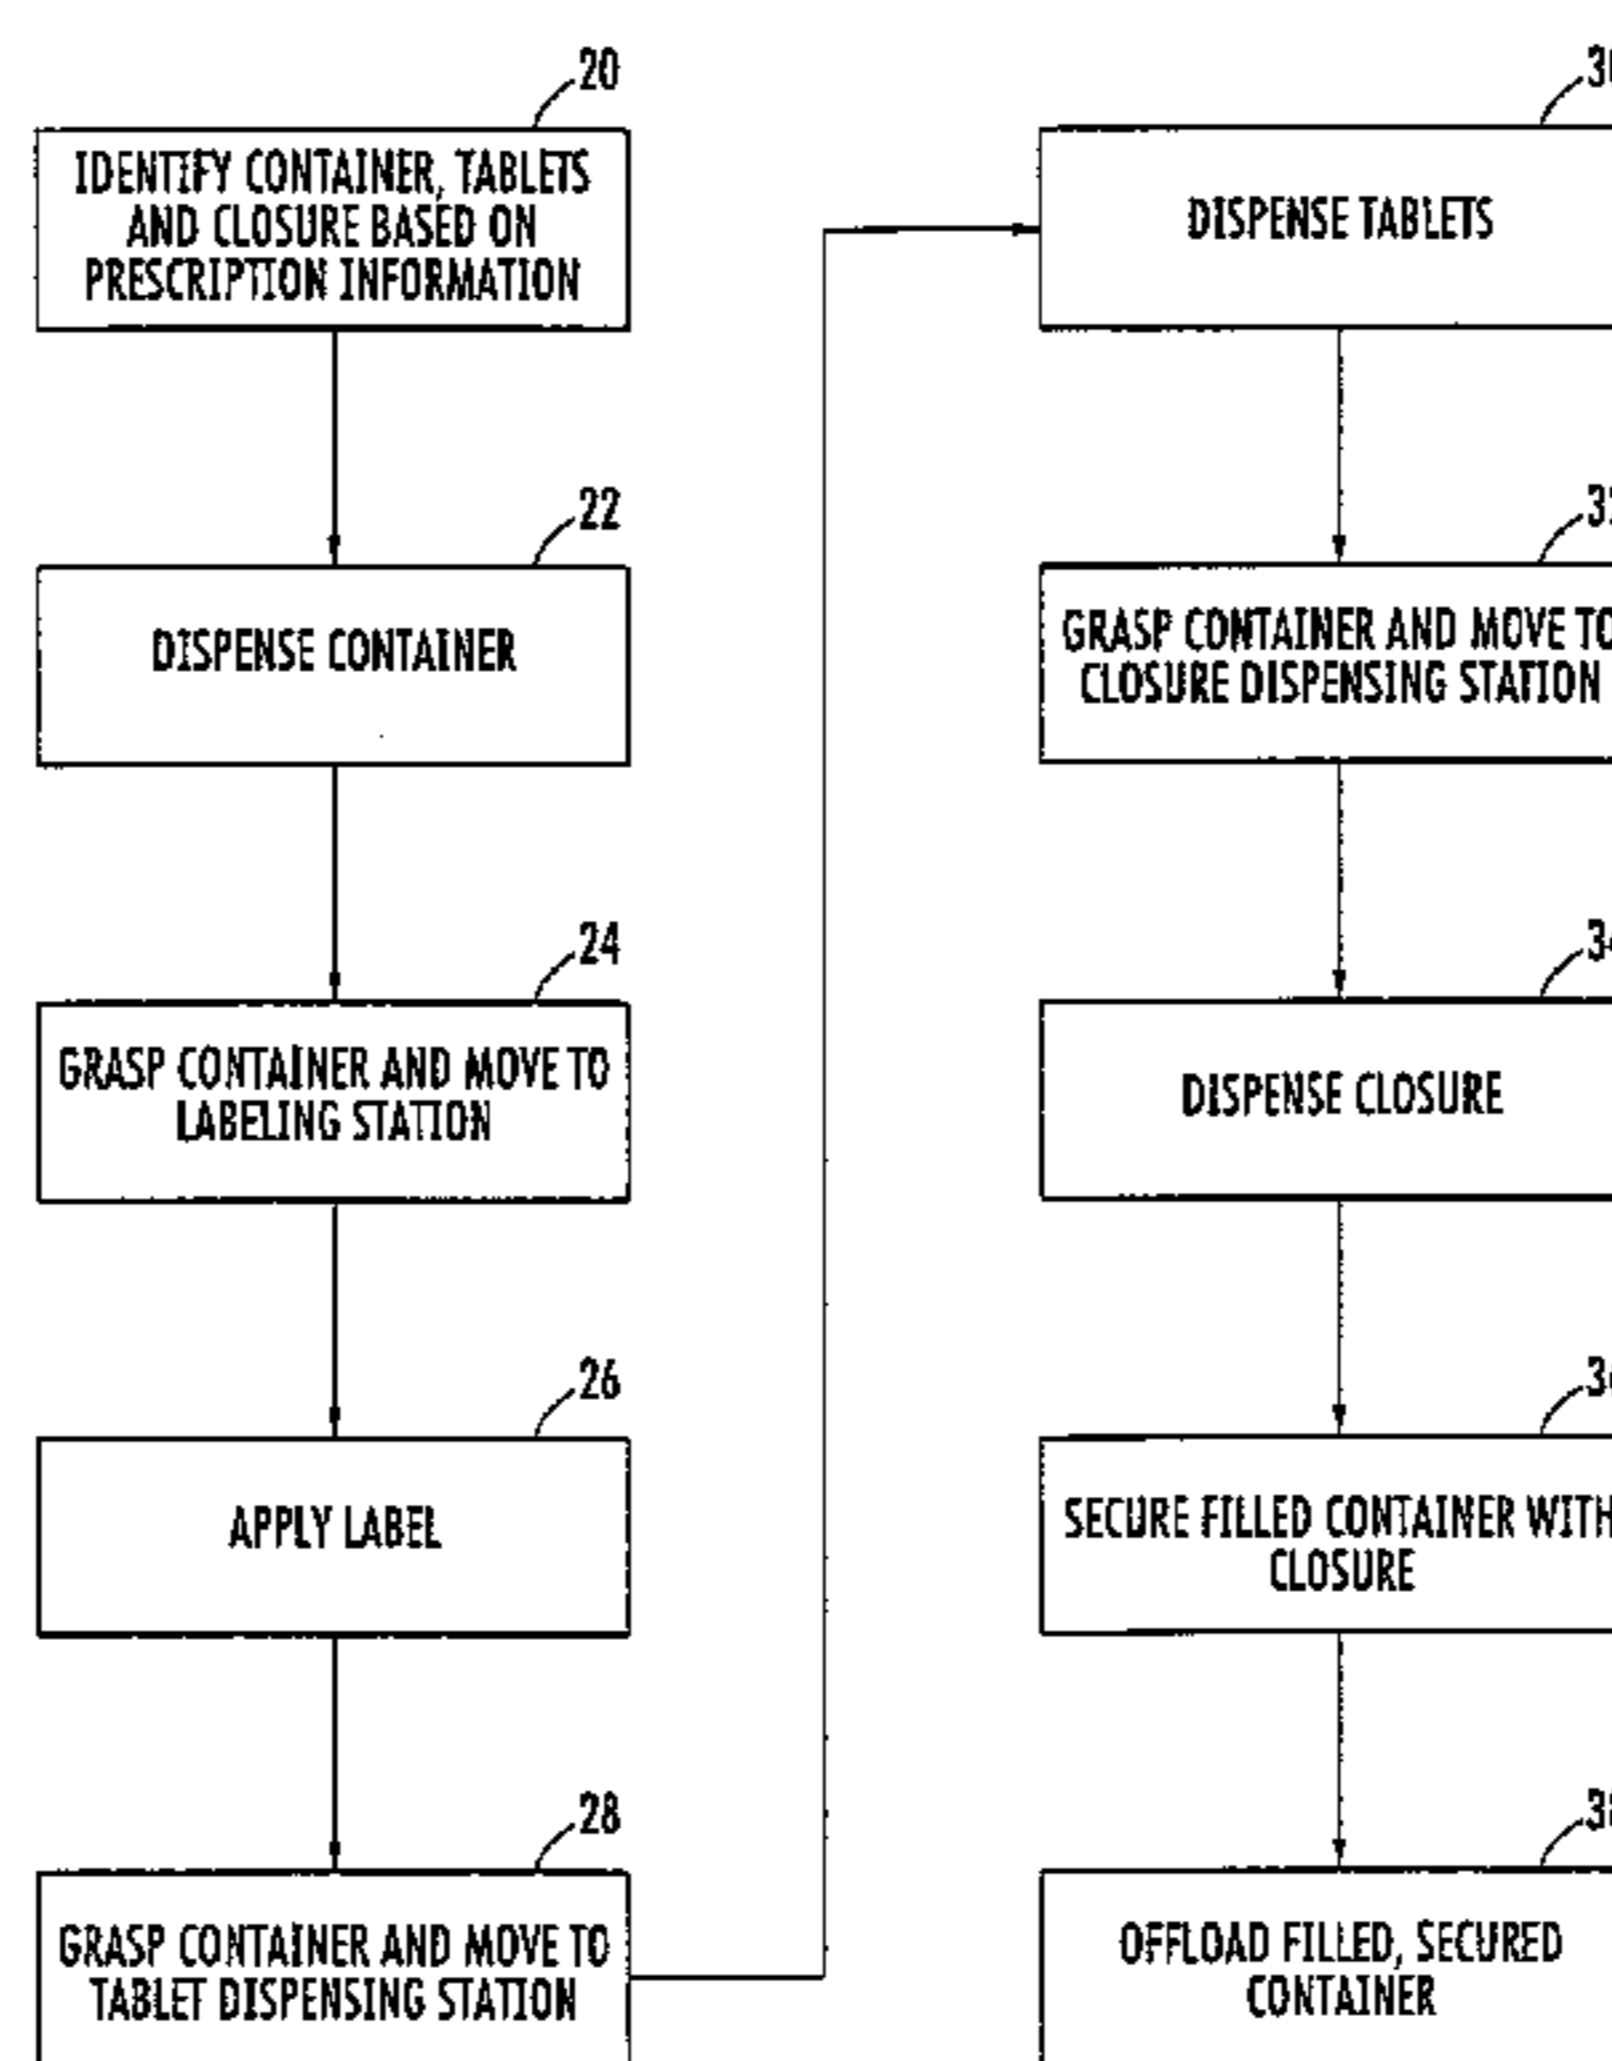 20
IDENTIFY CONTAINER, TABLETS
AND CLOSURE BASED ON
PRESCRIPTION INFORMATION
22
DISPENSE CONTAINER
24
GRASP CONTAINER AND MOVE TO
LABELING STATION
26
APPLY LABEL
28
GRASP CONTAINER AND MOVE TO
TABLET DISPENSING STATION
DISPENSE TABLETS
GRASP CONTAINER AND MOVE TO
CLOSURE DISPENSING STATION
DISPENSE CLOSURE
SECURE FILLED CONTAINER WITH
CLOSURE
OFFLOAD FILLED, SECURED
CONTAINER